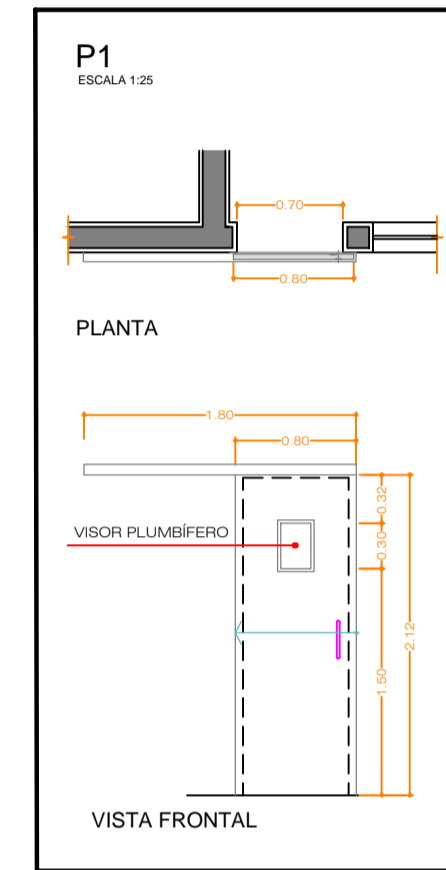 P1
ESCALA 1:25
0.70
0.80
PLANTA
1.80
0.80
0.32
VISOR PLUMBÍFERO
0.30
2.12
1.50
VISTA FRONTAL